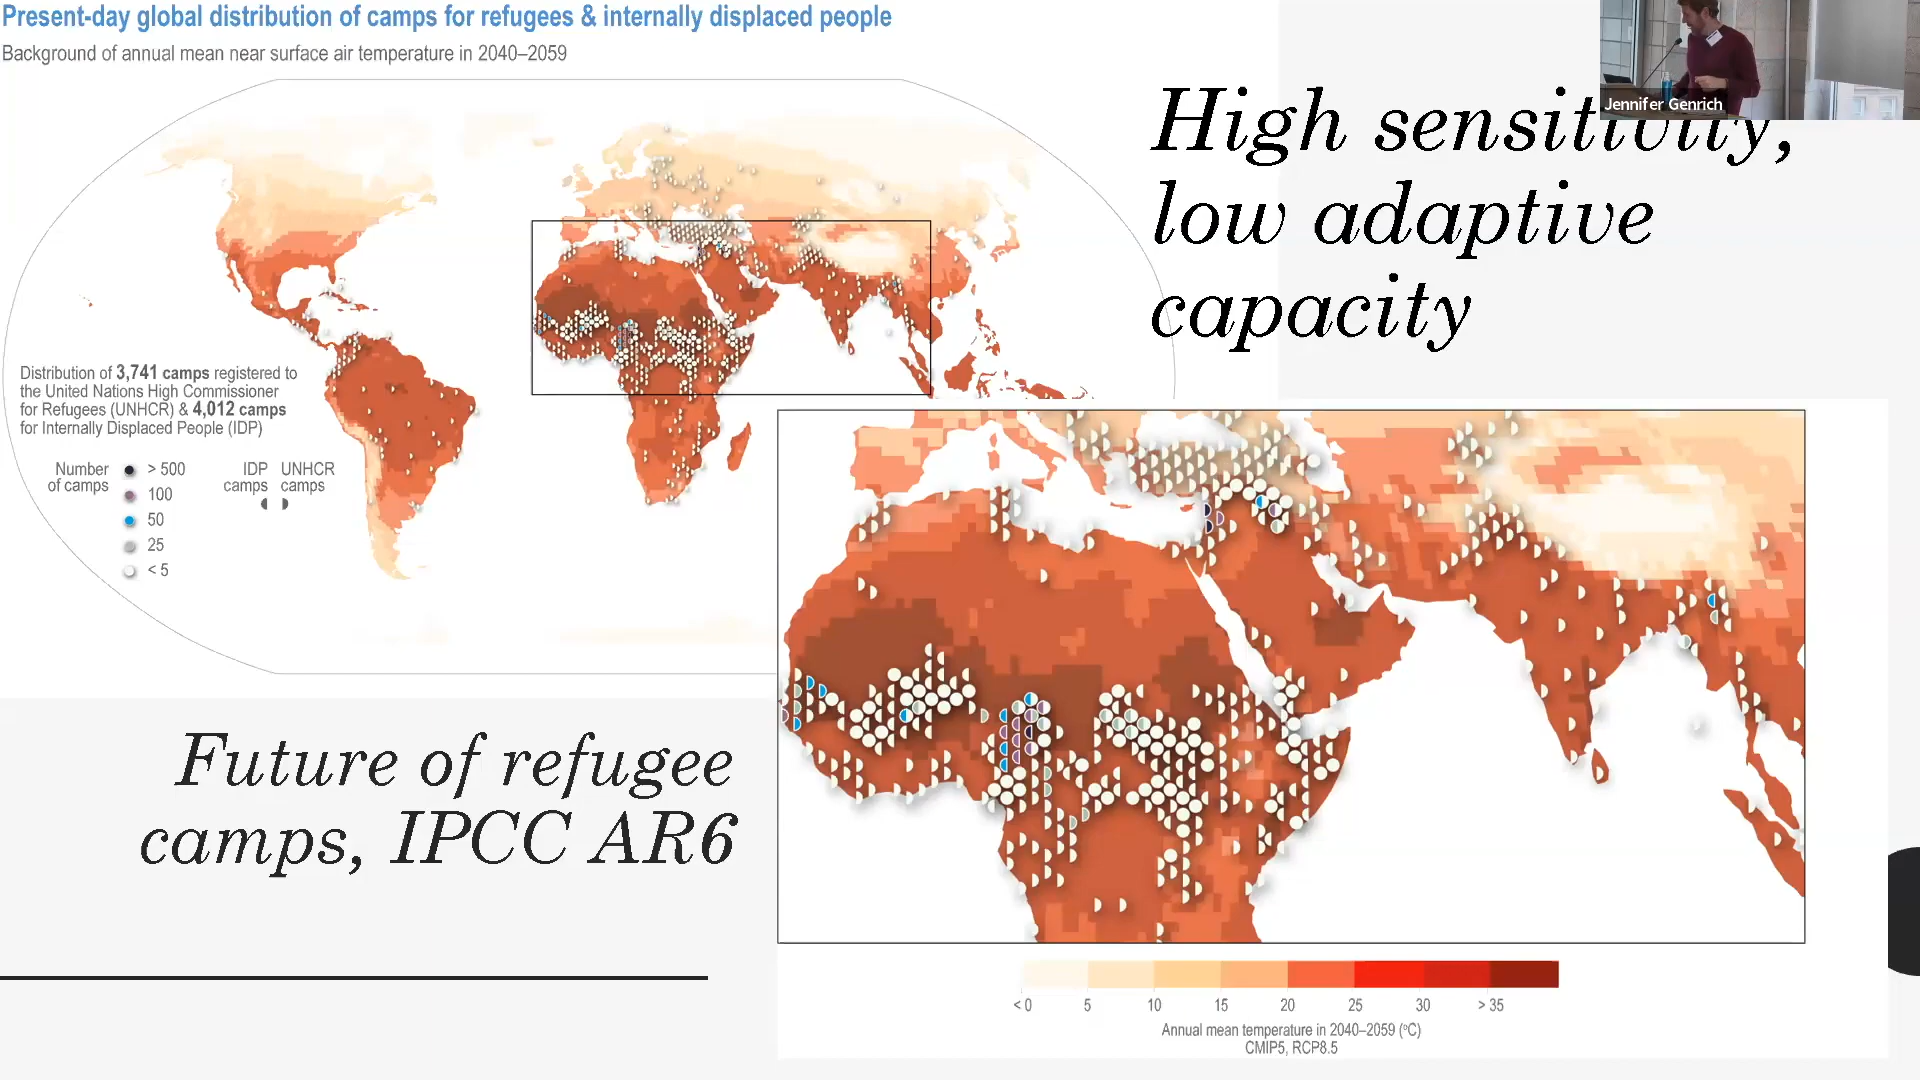 Present-day global distribution of camps for refugees & internally displaced people
Background of annual mean near surface air temperature in 2040–2059
Jennifer Genrich
High sensitivity,
low adaptive
capacity
Distribution of 3,741 camps registered to
the United Nations High Commissioner
for Refugees (UNHCR) & 4,012 camps
for Internally Displaced People (IDP)
Number
of camps
> 500
100
50
25
< 5
IDP
camps
UNHCR
camps
Future of refugee
camps, IPCC AR6
< 0 5 10 15 20 25 30 > 35
Annual mean temperature in 2040–2059 (°C)
CMIP5, RCP8.5